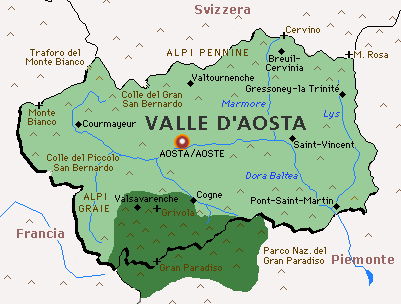 Svizzera
Cervino
Traforo del
Monte Bianco
ALPI PENNINE
M. Rosa
Breuil-
Cervinia
Valtournenche
Gressoney-la Trinité
Colle del Gran
San Bernardo
Marmore
Lys
Monte
Bianco
Courmayeur
VALLE D'AOSTA
Saint-Vincent
AOSTA/AOSTE
Colle del Piccolo
San Bernardo
Dora Baltea
ALPI
GRAIE
Valsavarenche
Cogne
Pont-Saint-Martin
Grivola
Francia
Parco Naz. del
Gran Paradiso
Piemonte
Gran Paradiso